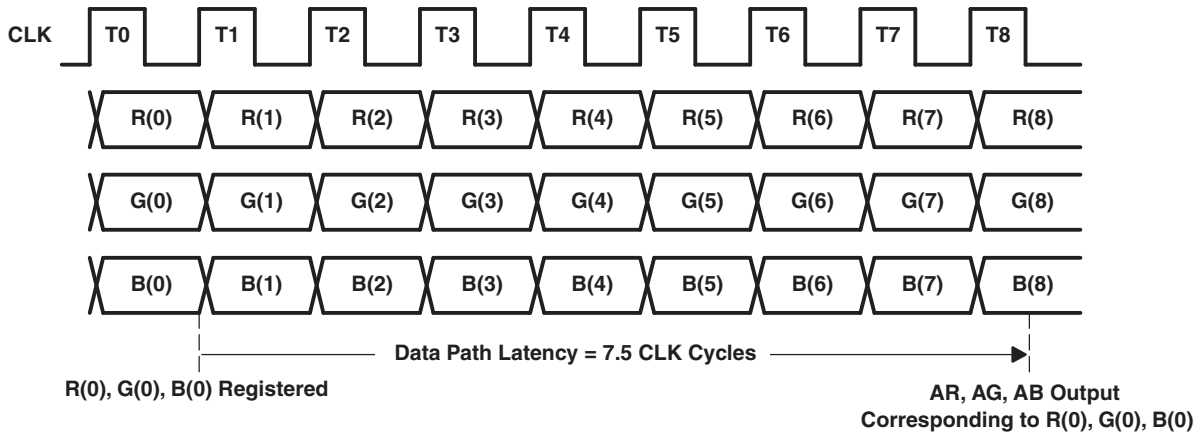 CLK T0 T1 T2 T3 T4 T5 T6 T7 T8
R(0) R(1) R(2) R(3) R(4) R(5) R(6) R(7) R(8)
G(0) G(1) G(2) G(3) G(4) G(5) G(6) G(7) G(8)
B(0) B(1) B(2) B(3) B(4) B(5) B(6) B(7) B(8)
Data Path Latency = 7.5 CLK Cycles
R(0), G(0), B(0) Registered
AR, AG, AB Output
Corresponding to R(0), G(0), B(0)